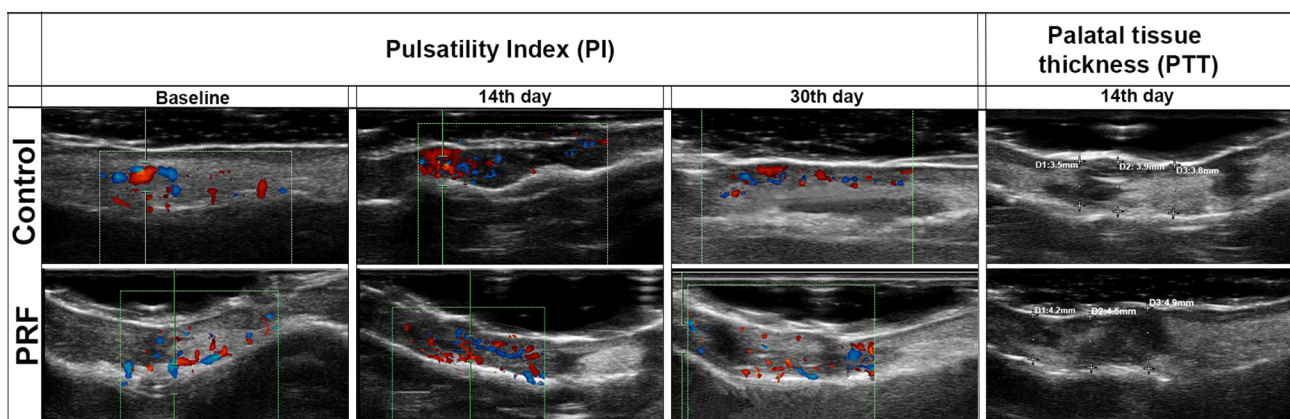 Pulsatility Index (PI)
Palatal tissue
thickness (PTT)
Baseline
14th day
30th day
14th day
Control
D1:3.5mm
D2: 3.9mm
D3:3.8mm
PRF
D1:4.2mm
D2:4.5mm
D3:4.9mm